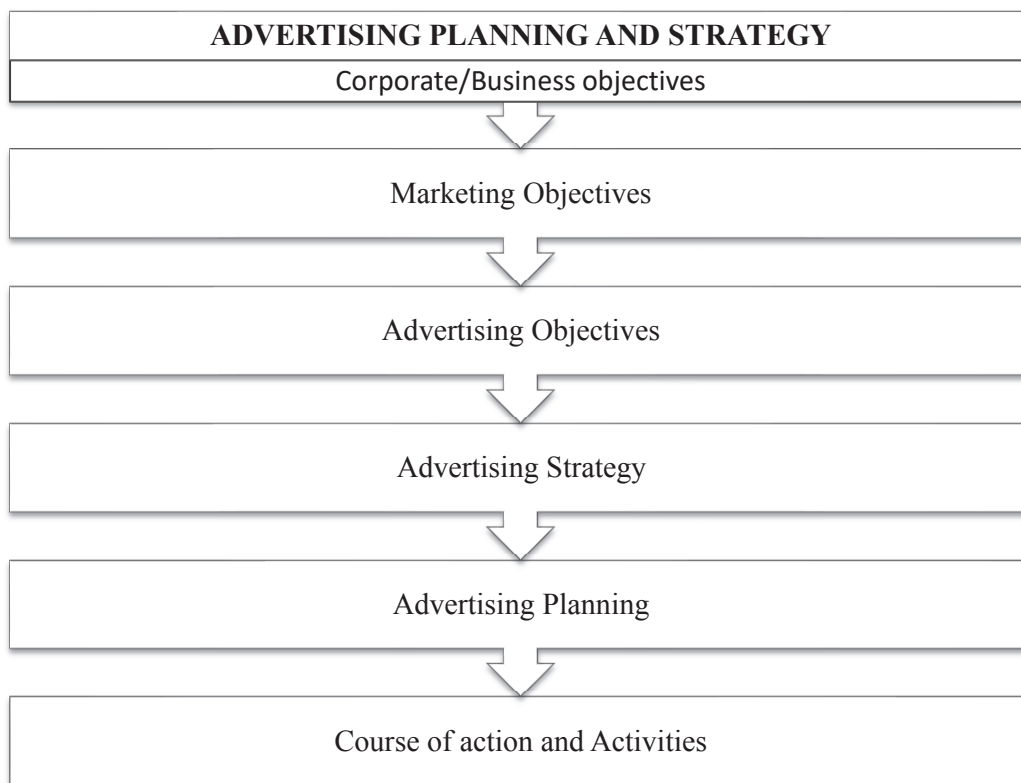 ADVERTISING PLANNING AND STRATEGY
Corporate/Business objectives
Marketing Objectives
Advertising Objectives
Advertising Strategy
Advertising Planning
Course of action and Activities